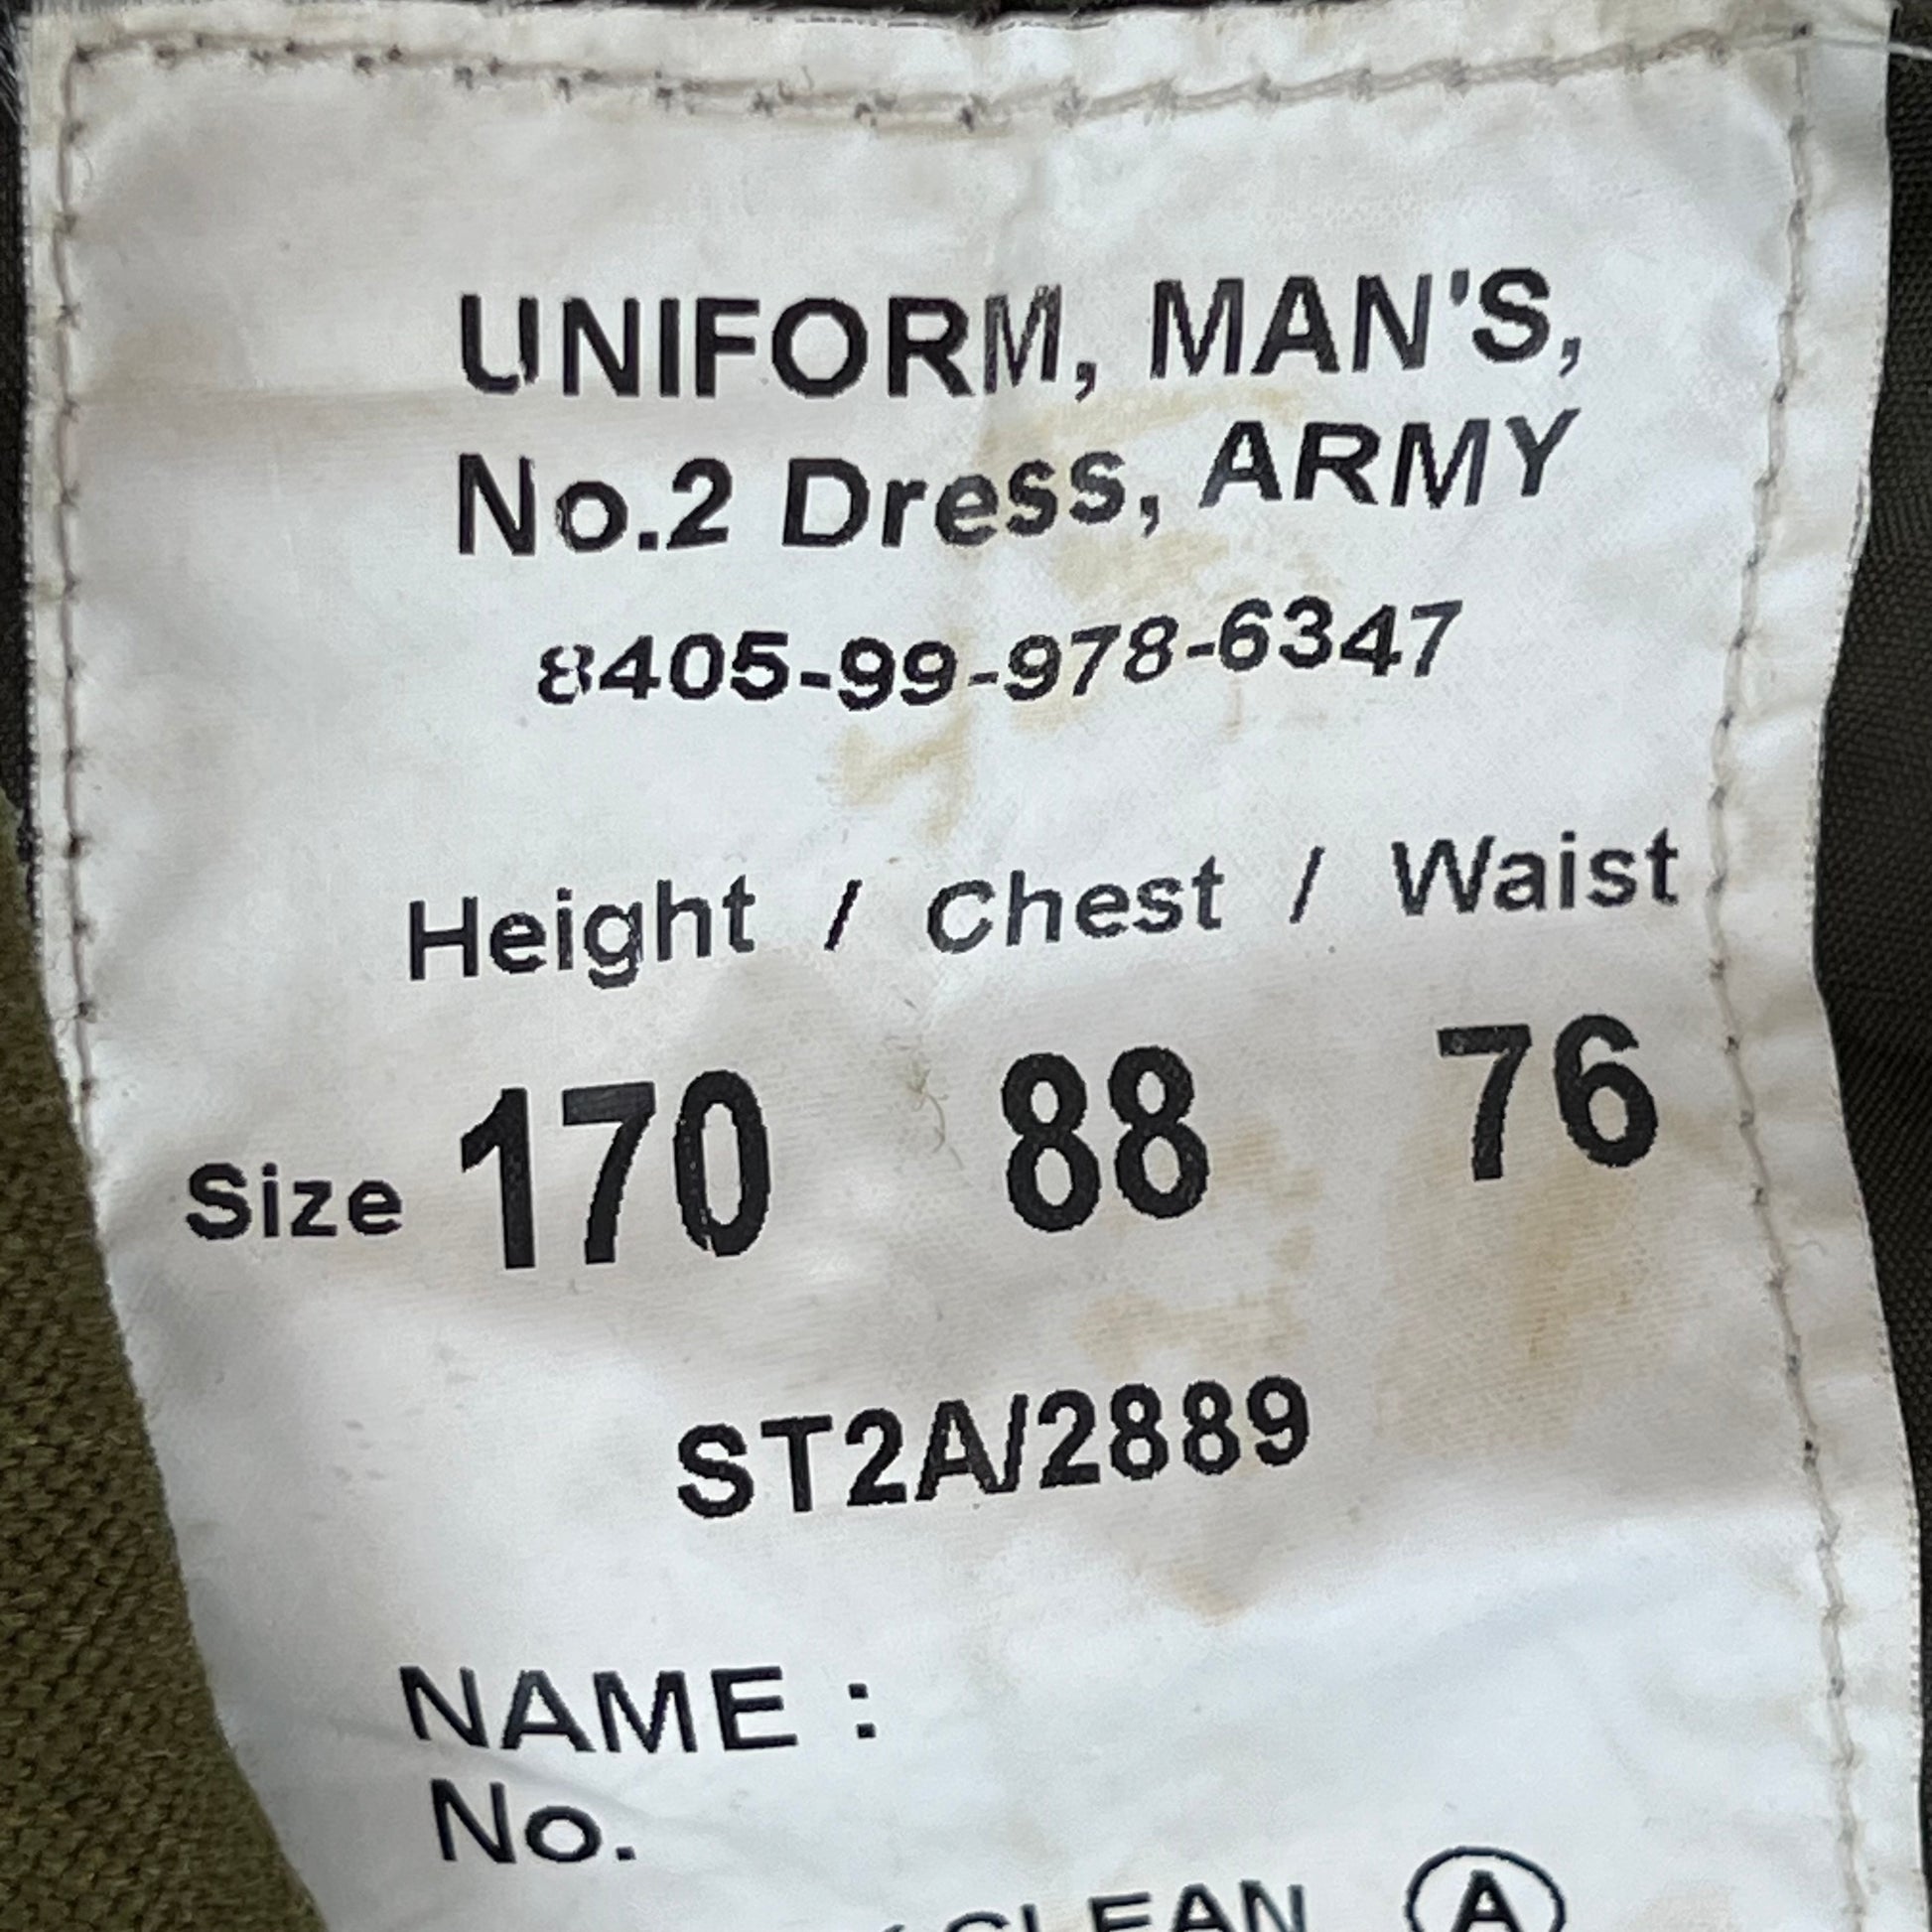 UNIFORM, MAN'S,
No.2 Dress, ARMY
8405-99-978-6347
Height / Chest / Waist
Size 170 88 76
ST2A/2889
NAME :
No.
CLEAN A